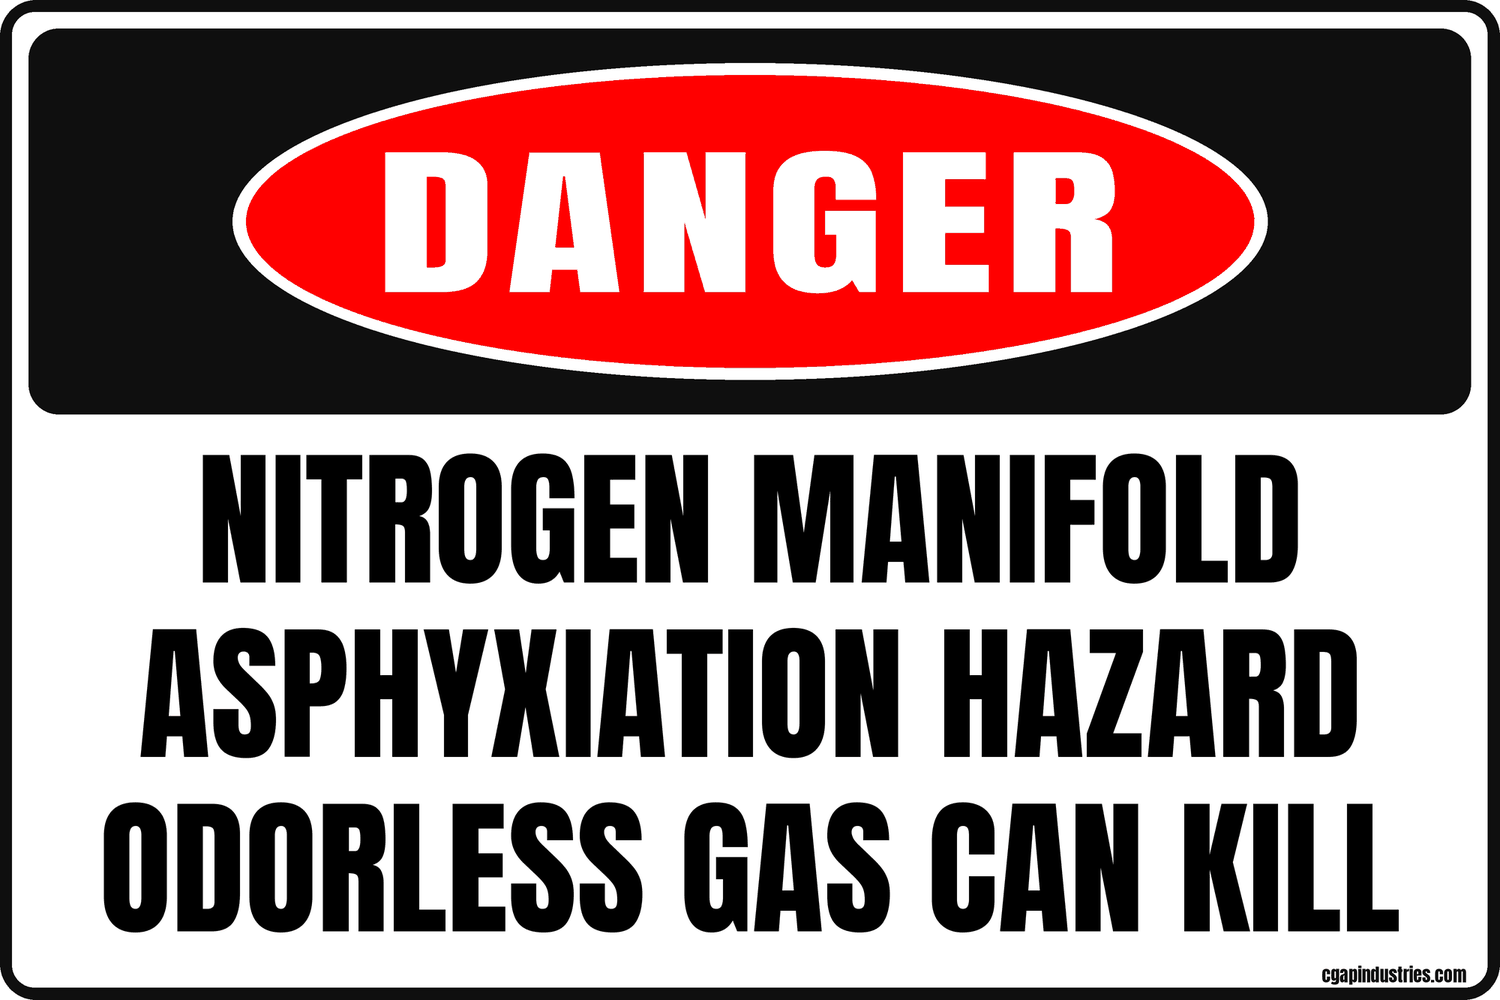 DANGER
NITROGEN MANIFOLD
ASPHYXIATION HAZARD
ODORLESS GAS CAN KILL
cgapindustries.com